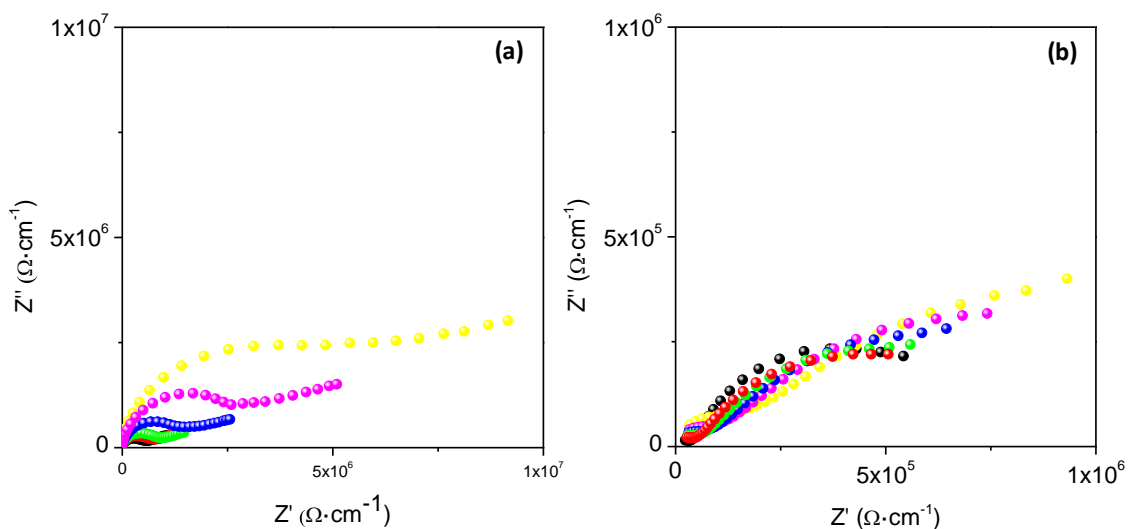 (a)
1x10⁷
5x10⁶
0
Z'' (Ω·cm⁻¹)
0
5x10⁶
1x10⁷
Z' (Ω·cm⁻¹)
(b)
1x10⁶
5x10⁵
0
Z'' (Ω·cm⁻¹)
0
5x10⁵
1x10⁶
Z' (Ω·cm⁻¹)